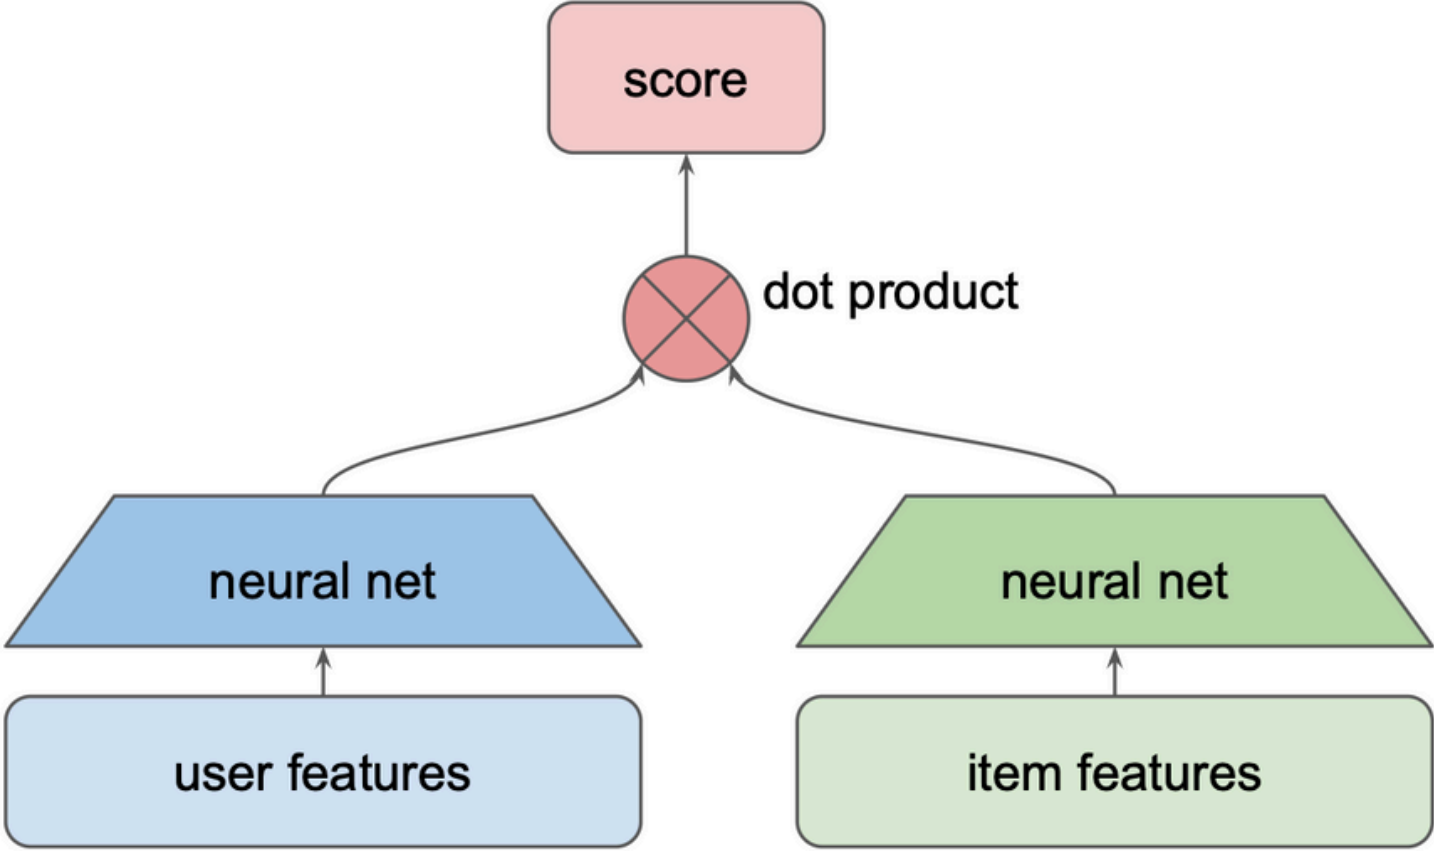 score
dot product
neural net
neural net
user features
item features